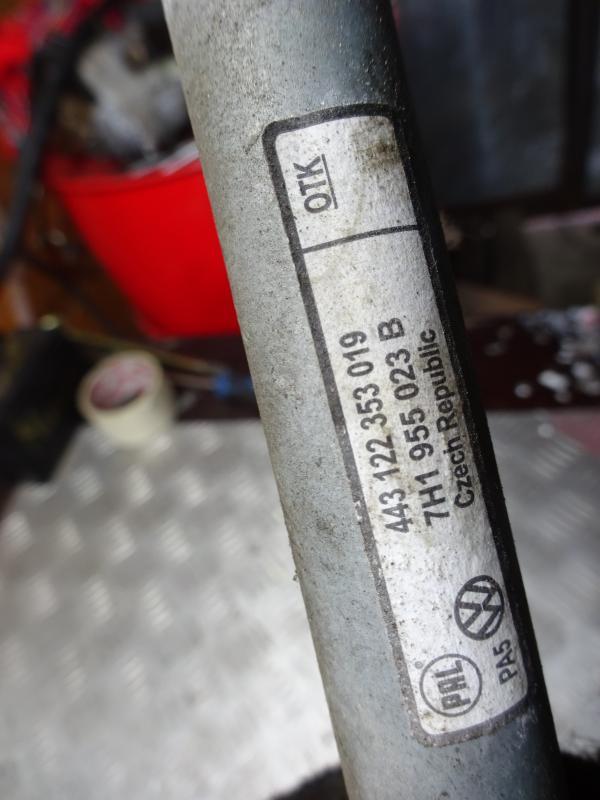 OTK
443 122 353 019
7H1 955 023 B
Czech Republic
PAL
PA5